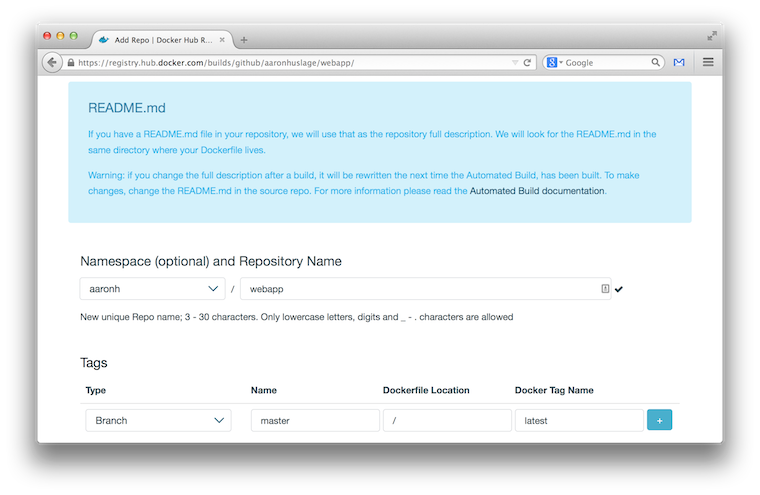 Add Repo | Docker Hub R...
https://registry.hub.docker.com/builds/github/aaronhuslage/webapp/
Google
README.md
If you have a README.md file in your repository, we will use that as the repository full description. We will look for the README.md in the
same directory where your Dockerfile lives.
Warning: if you change the full description after a build, it will be rewritten the next time the Automated Build, has been built. To make
changes, change the README.md in the source repo. For more information please read the Automated Build documentation.
Namespace (optional) and Repository Name
aaronh / webapp
New unique Repo name; 3 - 30 characters. Only lowercase letters, digits and _ - . characters are allowed
Tags
Type Name Dockerfile Location Docker Tag Name
Branch master / latest +